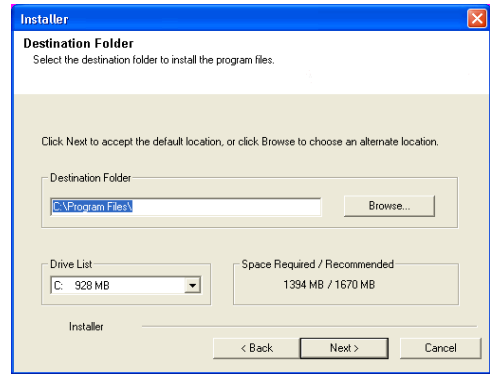 Installer
Destination Folder
Select the destination folder to install the program files.
Click Next to accept the default location, or click Browse to choose an alternate location.
Destination Folder
C:\Program Files\
Browse...
Drive List
C: 928 MB
Space Required / Recommended
1394 MB / 1670 MB
Installer
< Back
Next >
Cancel